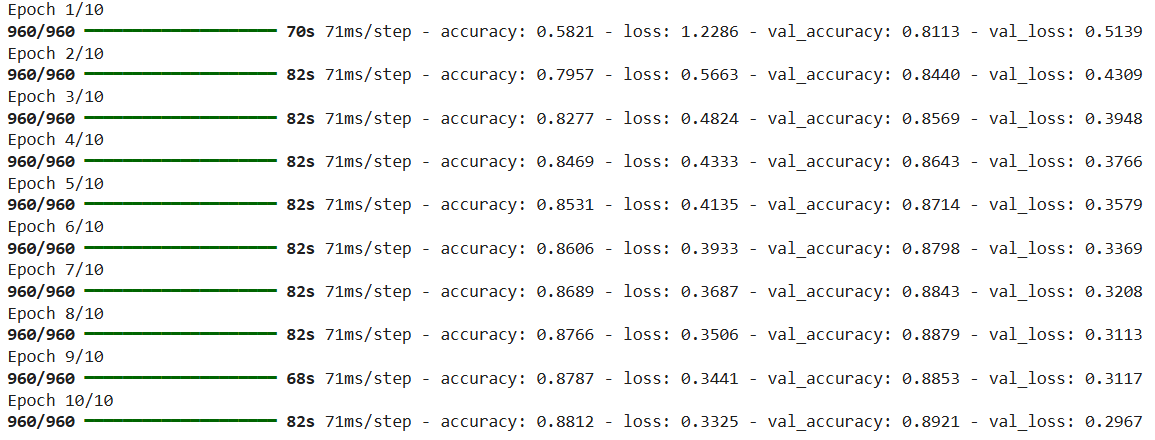 Epoch 1/10
960/960 ━━━━━━━━━━━━━━━━━━━━ 70s 71ms/step - accuracy: 0.5821 - loss: 1.2286 - val_accuracy: 0.8113 - val_loss: 0.5139
Epoch 2/10
960/960 ━━━━━━━━━━━━━━━━━━━━ 82s 71ms/step - accuracy: 0.7957 - loss: 0.5663 - val_accuracy: 0.8440 - val_loss: 0.4309
Epoch 3/10
960/960 ━━━━━━━━━━━━━━━━━━━━ 82s 71ms/step - accuracy: 0.8277 - loss: 0.4824 - val_accuracy: 0.8569 - val_loss: 0.3948
Epoch 4/10
960/960 ━━━━━━━━━━━━━━━━━━━━ 82s 71ms/step - accuracy: 0.8469 - loss: 0.4333 - val_accuracy: 0.8643 - val_loss: 0.3766
Epoch 5/10
960/960 ━━━━━━━━━━━━━━━━━━━━ 82s 71ms/step - accuracy: 0.8531 - loss: 0.4135 - val_accuracy: 0.8714 - val_loss: 0.3579
Epoch 6/10
960/960 ━━━━━━━━━━━━━━━━━━━━ 82s 71ms/step - accuracy: 0.8606 - loss: 0.3933 - val_accuracy: 0.8798 - val_loss: 0.3369
Epoch 7/10
960/960 ━━━━━━━━━━━━━━━━━━━━ 82s 71ms/step - accuracy: 0.8689 - loss: 0.3687 - val_accuracy: 0.8843 - val_loss: 0.3208
Epoch 8/10
960/960 ━━━━━━━━━━━━━━━━━━━━ 82s 71ms/step - accuracy: 0.8766 - loss: 0.3506 - val_accuracy: 0.8879 - val_loss: 0.3113
Epoch 9/10
960/960 ━━━━━━━━━━━━━━━━━━━━ 68s 71ms/step - accuracy: 0.8787 - loss: 0.3441 - val_accuracy: 0.8853 - val_loss: 0.3117
Epoch 10/10
960/960 ━━━━━━━━━━━━━━━━━━━━ 82s 71ms/step - accuracy: 0.8812 - loss: 0.3325 - val_accuracy: 0.8921 - val_loss: 0.2967